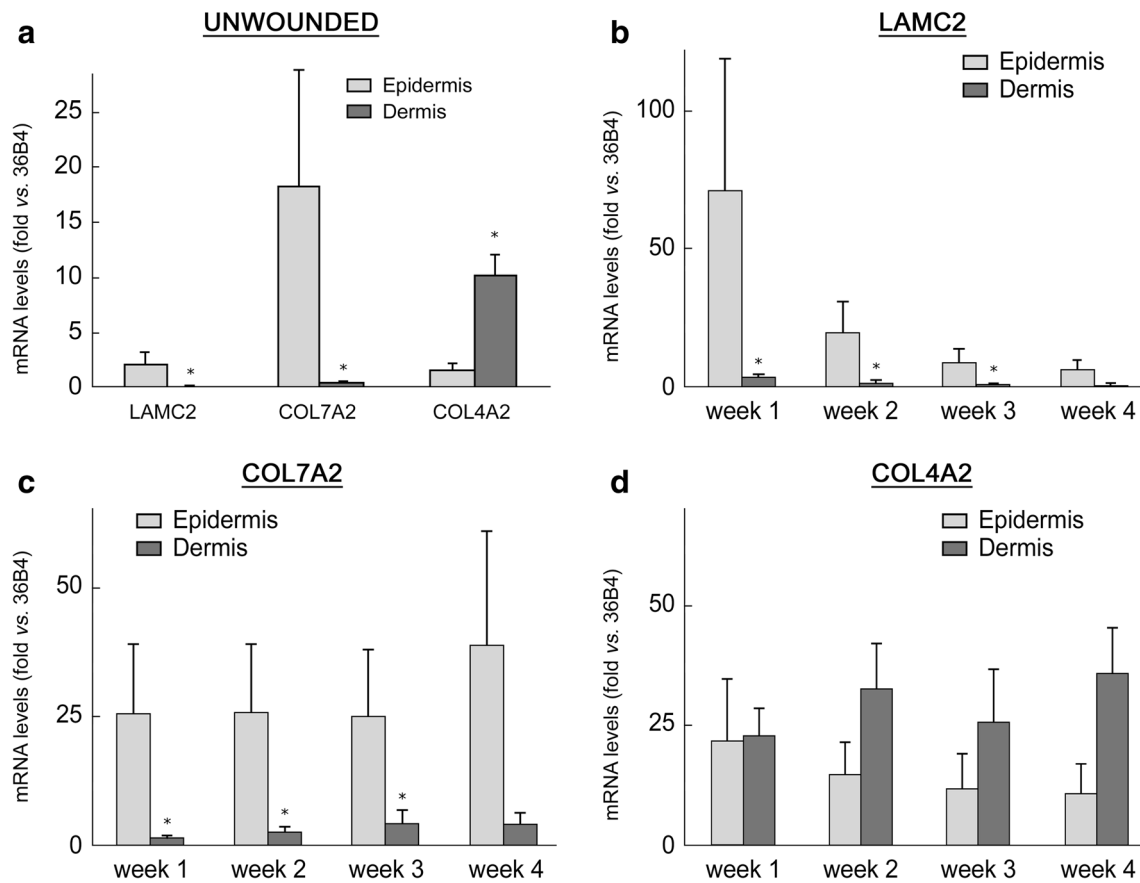 a
UNWOUNDED
mRNA levels (fold vs. 36B4)
25
20
15
10
5
0
Epidermis
Dermis
*
*
*
LAMC2
COL7A2
COL4A2
b
LAMC2
mRNA levels (fold vs. 36B4)
100
50
0
Epidermis
Dermis
*
*
*
week 1
week 2
week 3
week 4
c
COL7A2
mRNA levels (fold vs. 36B4)
50
25
0
Epidermis
Dermis
*
*
*
week 1
week 2
week 3
week 4
d
COL4A2
mRNA levels (fold vs. 36B4)
50
25
0
Epidermis
Dermis
week 1
week 2
week 3
week 4